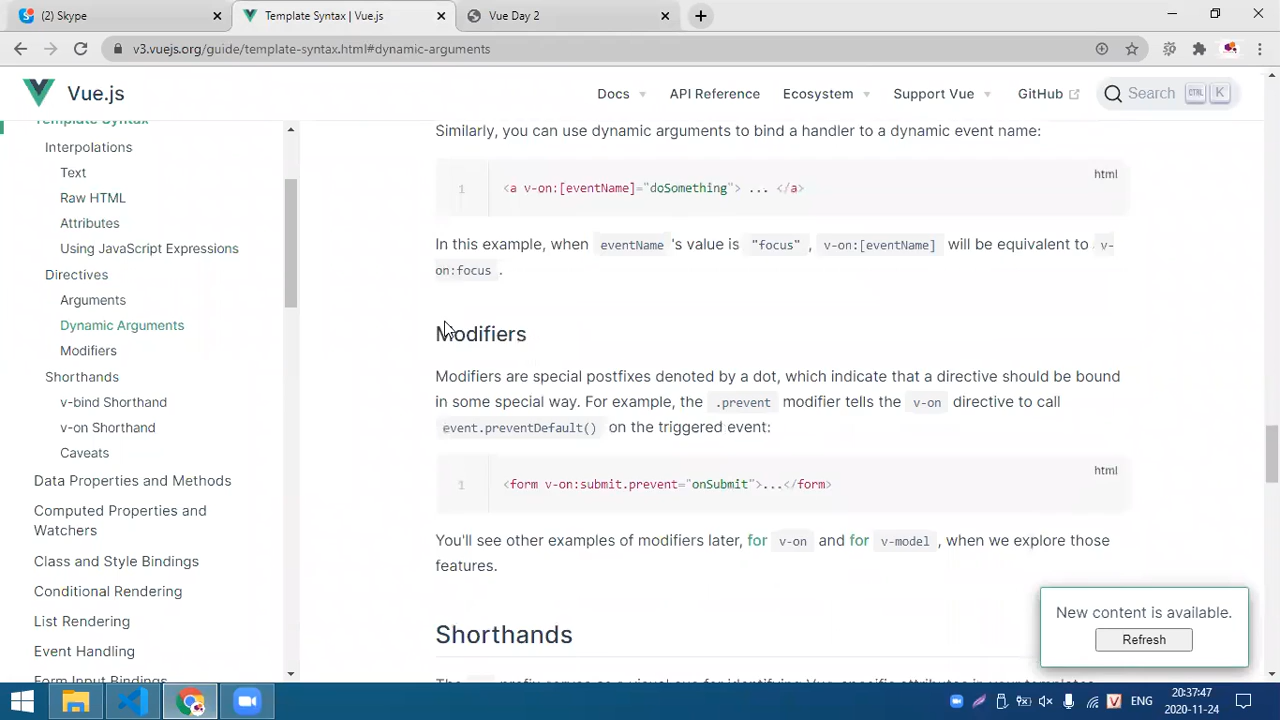 (2) Skype
Template Syntax | Vue.js
Vue Day 2
v3.vuejs.org/guide/template-syntax.html#dynamic-arguments
Vue.js
Docs
API Reference
Ecosystem
Support Vue
GitHub
Search
CTRL
K
Template Syntax
Interpolations
Text
Raw HTML
Attributes
Using JavaScript Expressions
Directives
Arguments
Dynamic Arguments
Modifiers
Shorthands
v-bind Shorthand
v-on Shorthand
Caveats
Data Properties and Methods
Computed Properties and
Watchers
Class and Style Bindings
Conditional Rendering
List Rendering
Event Handling
Form Input Bindings
Similarly, you can use dynamic arguments to bind a handler to a dynamic event name:
html
1 <a v-on:[eventName]="doSomething"> ... </a>
In this example, when eventName 's value is "focus" , v-on:[eventName] will be equivalent to v-
on:focus .
Modifiers
Modifiers are special postfixes denoted by a dot, which indicate that a directive should be bound
in some special way. For example, the .prevent modifier tells the v-on directive to call
event.preventDefault() on the triggered event:
html
1 <form v-on:submit.prevent="onSubmit">...</form>
You'll see other examples of modifiers later, for v-on and for v-model , when we explore those
features.
Shorthands
New content is available.
Refresh
ENG
20:37:47
2020-11-24